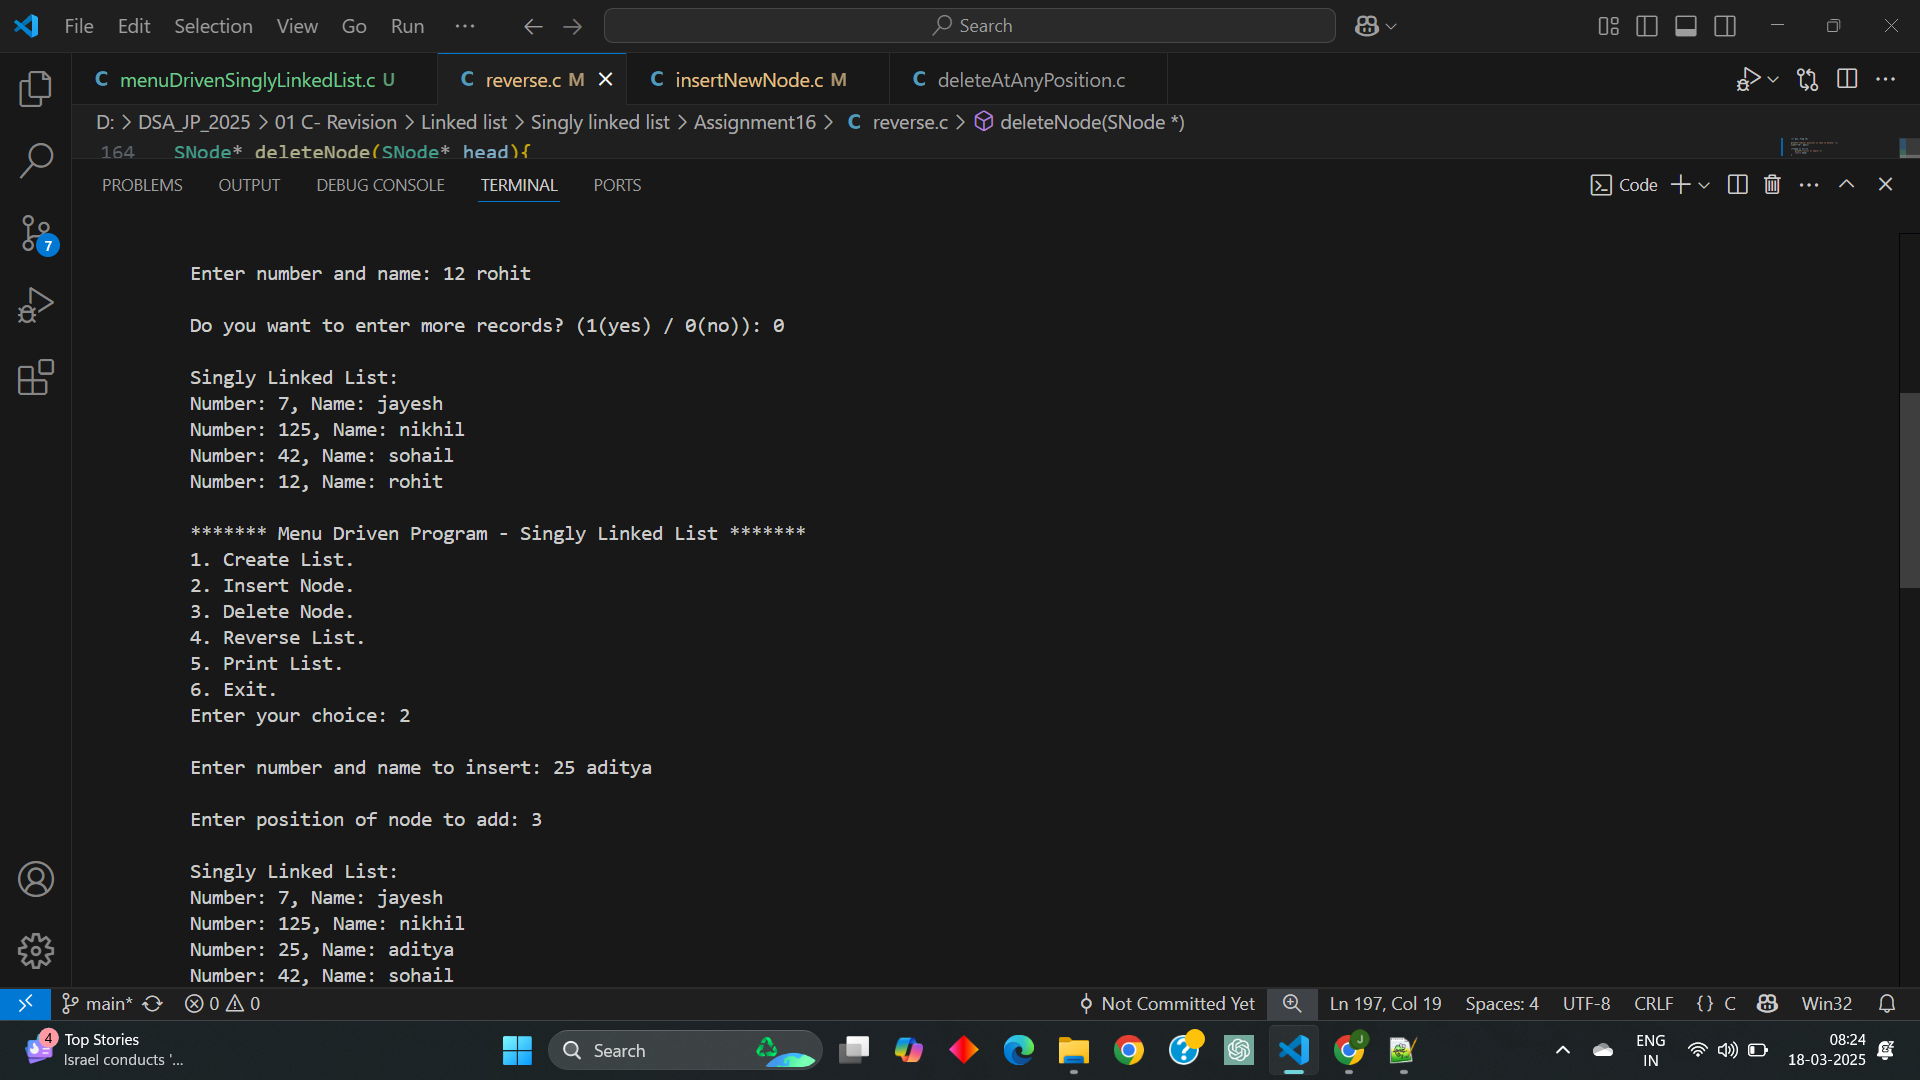 File Edit Selection View Go Run ··· Search
C menuDrivenSinglyLinkedList.c U C reverse.c M C insertNewNode.c M C deleteAtAnyPosition.c
D: > DSA_JP_2025 > 01 C- Revision > Linked list > Singly linked list > Assignment16 > C reverse.c > deleteNode(SNode *)
164 SNode* deleteNode(SNode* head){
PROBLEMS OUTPUT DEBUG CONSOLE TERMINAL PORTS Code
7
Enter number and name: 12 rohit
Do you want to enter more records? (1(yes) / 0(no)): 0
Singly Linked List:
Number: 7, Name: jayesh
Number: 125, Name: nikhil
Number: 42, Name: sohail
Number: 12, Name: rohit
******* Menu Driven Program - Singly Linked List *******
1. Create List.
2. Insert Node.
3. Delete Node.
4. Reverse List.
5. Print List.
6. Exit.
Enter your choice: 2
Enter number and name to insert: 25 aditya
Enter position of node to add: 3
Singly Linked List:
Number: 7, Name: jayesh
Number: 125, Name: nikhil
Number: 25, Name: aditya
Number: 42, Name: sohail
main* 0 0 Not Committed Yet Ln 197, Col 19 Spaces: 4 UTF-8 CRLF {} C Win32
4 Top Stories
Israel conducts '...
Search
J
ENG
IN
08:24
18-03-2025